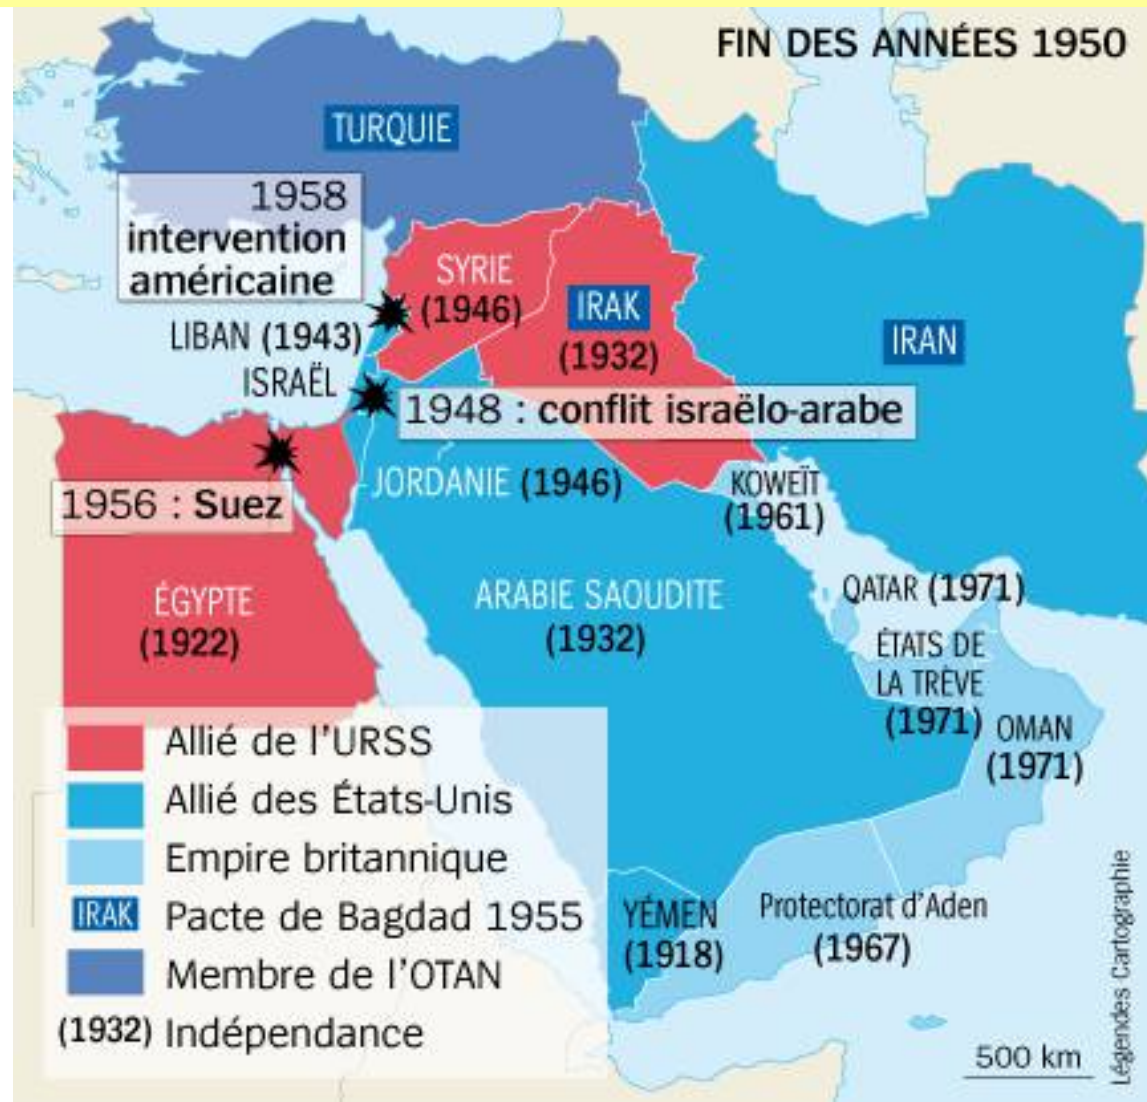 FIN DES ANNÉES 1950
TURQUIE
1958
intervention
américaine
SYRIE
(1946)
IRAK
(1932)
IRAN
LIBAN (1943)
ISRAËL
1948 : conflit israëlo-arabe
JORDANIE (1946)
KOWEÏT
(1961)
1956 : Suez
ÉGYPTE
(1922)
ARABIE SAOUDITE
(1932)
QATAR (1971)
ÉTATS DE
LA TRÈVE
(1971)
OMAN
(1971)
YÉMEN
(1918)
Protectorat d'Aden
(1967)
Allié de l'URSS
Allié des États-Unis
Empire britannique
IRAK Pacte de Bagdad 1955
Membre de l'OTAN
(1932) Indépendance
500 km
Légendes Cartographie